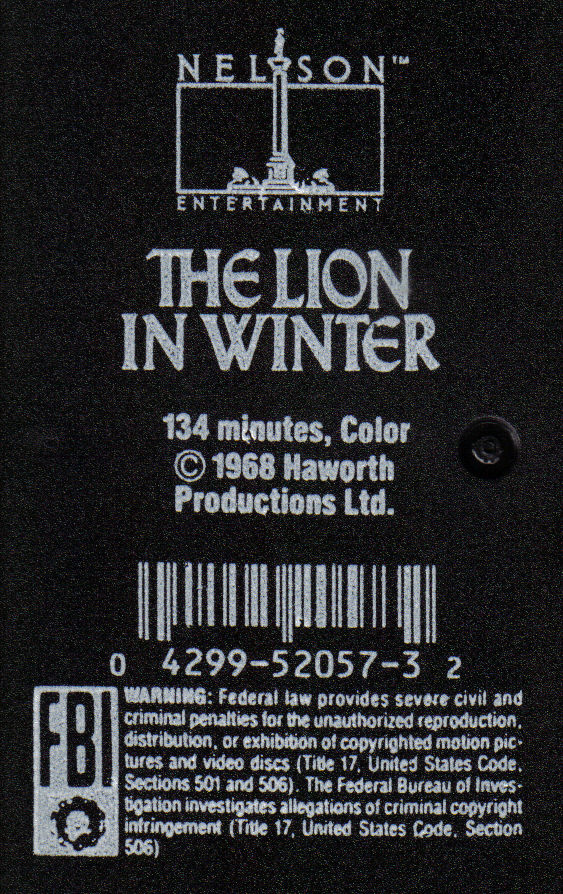 NELSON™
ENTERTAINMENT
THE LION
IN WINTER
134 minutes, Color
© 1968 Haworth
Productions Ltd.
0 4299-52057-3 2
FBI
WARNING: Federal law provides severe civil and
criminal penalties for the unauthorized reproduction,
distribution, or exhibition of copyrighted motion pic-
tures and video discs (Title 17, United States Code,
Sections 501 and 506). The Federal Bureau of Inves-
tigation investigates allegations of criminal copyright
infringement (Title 17, United States Code, Section
506)